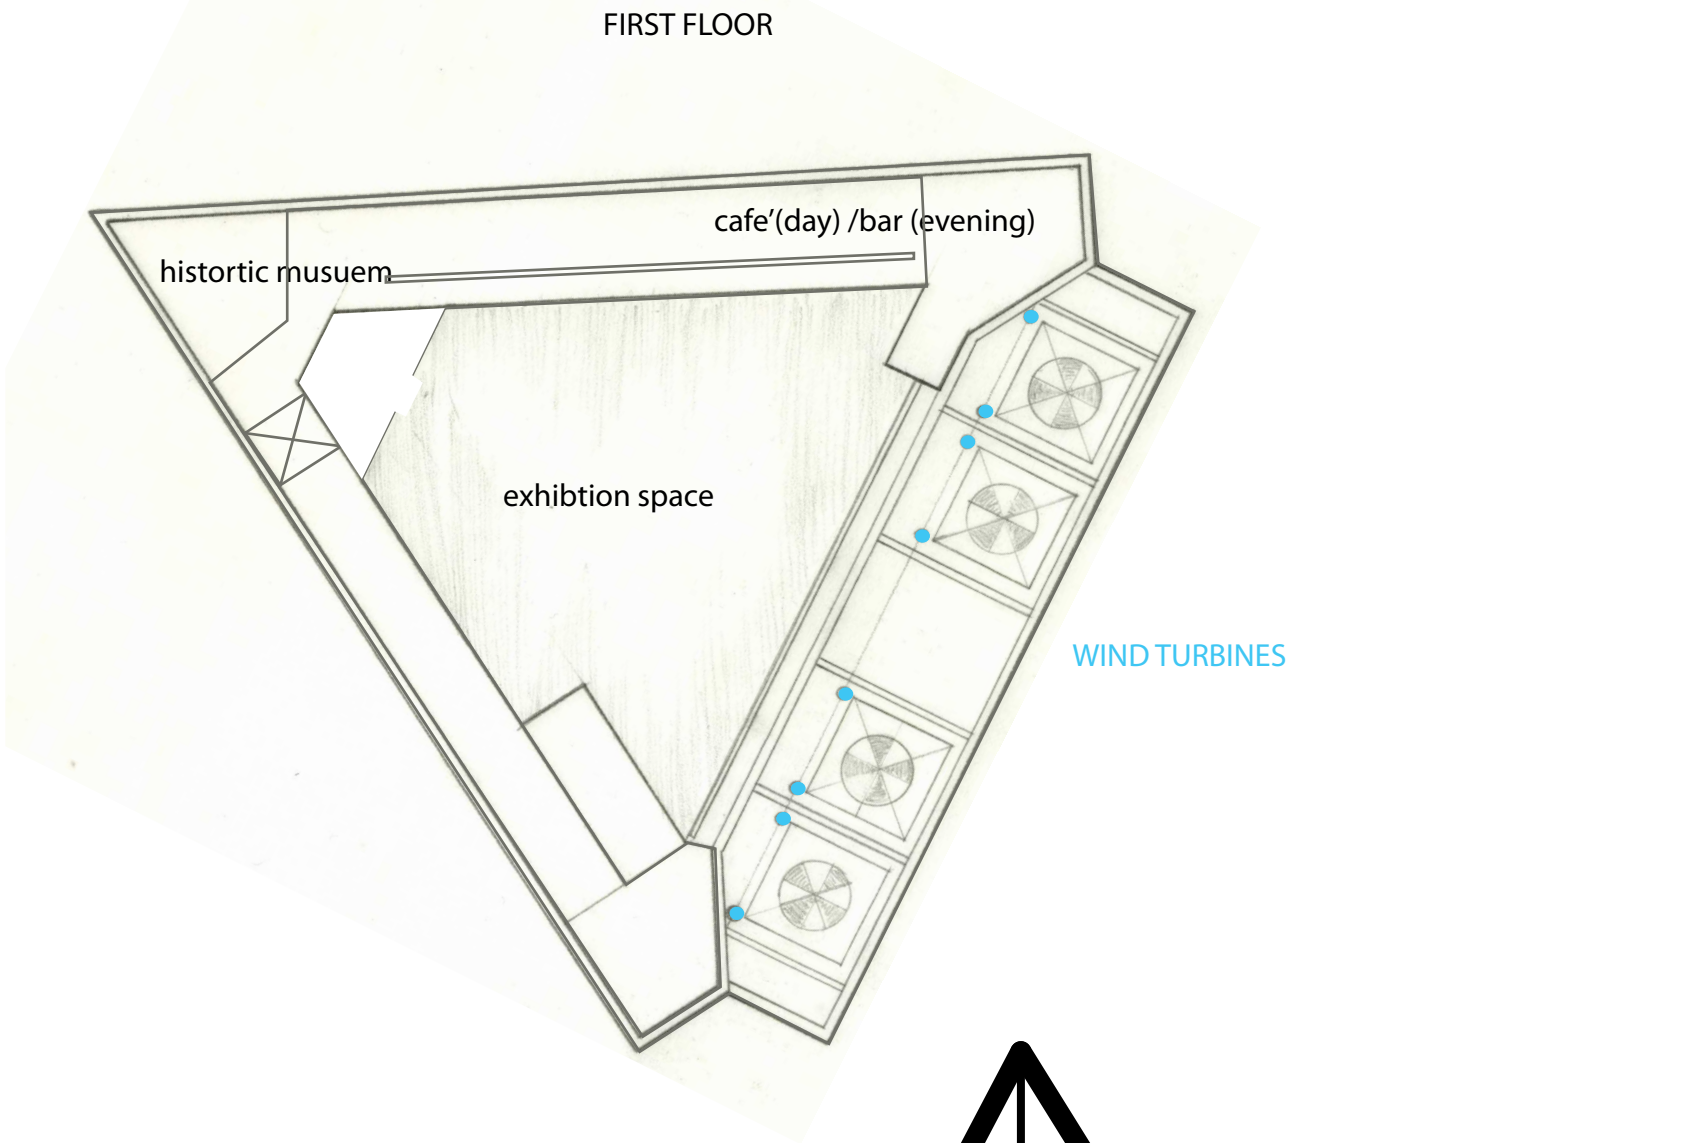 FIRST FLOOR
cafe'(day) /bar (evening)
histortic musuem
exhibtion space
WIND TURBINES